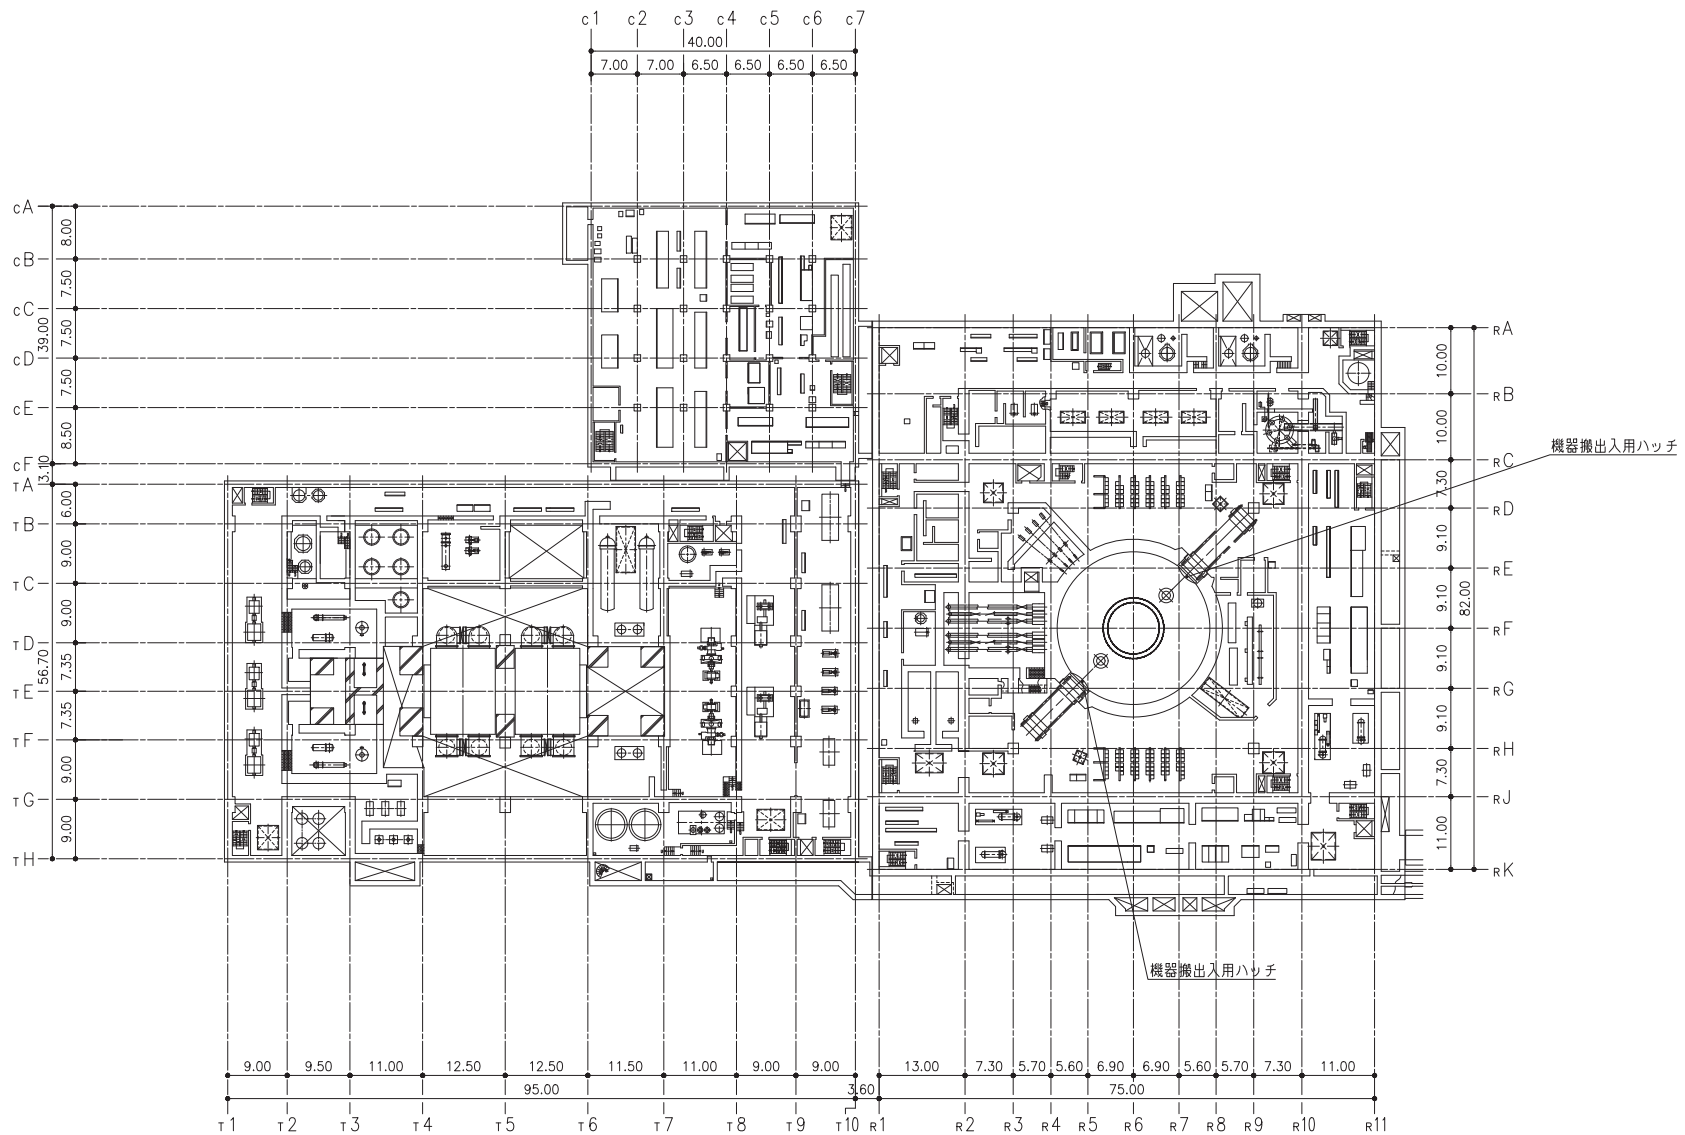 c1 c2 c3 c4 c5 c6 c7
40.00
7.00 7.00 6.50 6.50 6.50 6.50
cA
cB
cC
cD
cE
cF
8.00
7.50
7.50
7.50
8.50
39.00
3.10
TA
TB
TC
TD
TE
TF
TG
TH
6.00
9.00
9.00
7.35
7.35
9.00
9.00
56.70
RA
RB
RC
RD
RE
RF
RG
RH
RJ
RK
10.00
10.00
7.30
9.10
9.10
9.10
9.10
7.30
11.00
82.00
機器搬出入用ハッチ
機器搬出入用ハッチ
9.00 9.50 11.00 12.50 12.50 11.50 11.00 9.00 9.00 13.00 7.30 5.70 5.60 6.90 6.90 5.60 5.70 7.30 11.00
95.00 3.60 75.00
T1 T2 T3 T4 T5 T6 T7 T8 T9 T10 R1 R2 R3 R4 R5 R6 R7 R8 R9 R10 R11